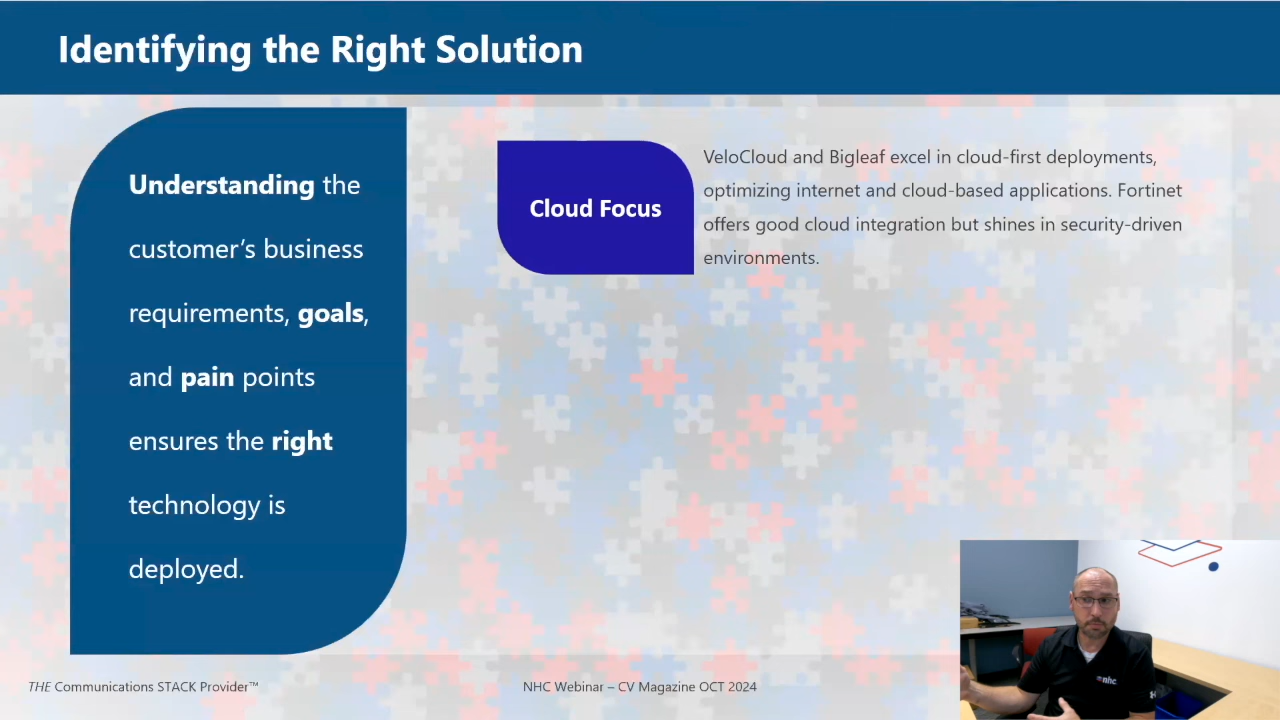 Identifying the Right Solution
Understanding the
customer’s business
requirements, goals,
and pain points
ensures the right
technology is
deployed.
Cloud Focus
VeloCloud and Bigleaf excel in cloud-first deployments,
optimizing internet and cloud-based applications. Fortinet
offers good cloud integration but shines in security-driven
environments.
THE Communications STACK Provider™
NHC Webinar – CV Magazine OCT 2024
nhc